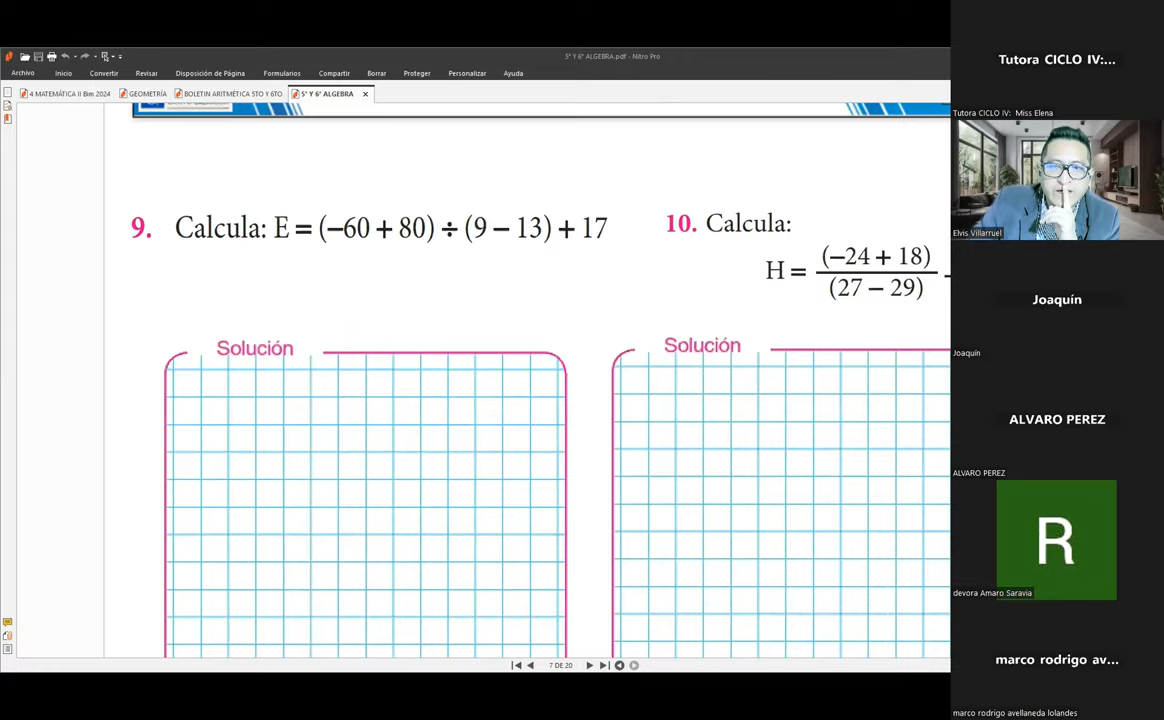 5° Y 6° ALGEBRA.pdf - Nitro Pro
Archivo Inicio Convertir Revisar Disposición de Página Formularios Compartir Borrar Proteger Personalizar Ayuda
4 MATEMÁTICA II Bim 2024 GEOMETRÍA BOLETIN ARITMÉTICA 5TO Y 6TO 5° Y 6° ALGEBRA
9. Calcula: E = (−60 + 80) ÷ (9 − 13) + 17
10. Calcula:
H = (−24 + 18)
(27 − 29)
Solución
Solución
7 DE 20
Tutora CICLO IV:...
Tutora CICLO IV: Miss Elena
Elvis Villarruel
Joaquín
Joaquín
ALVARO PEREZ
ALVARO PEREZ
R
devora Amaro Saravia
marco rodrigo av...
marco rodrigo avellaneda lolandes